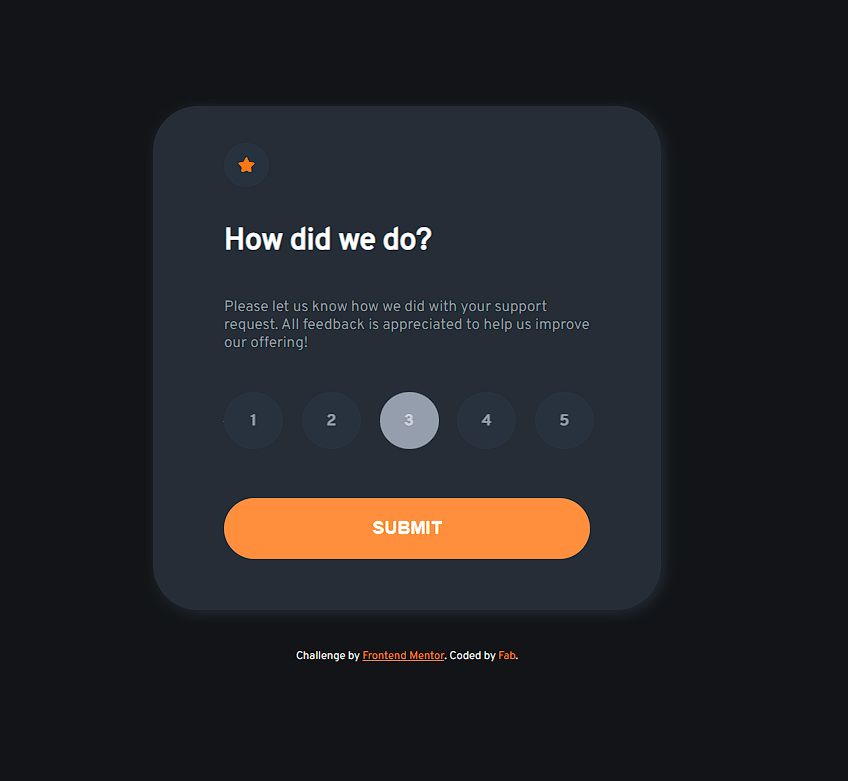 How did we do?
Please let us know how we did with your support
request. All feedback is appreciated to help us improve
our offering!
1 2 3 4 5
SUBMIT
Challenge by Frontend Mentor. Coded by Fab.